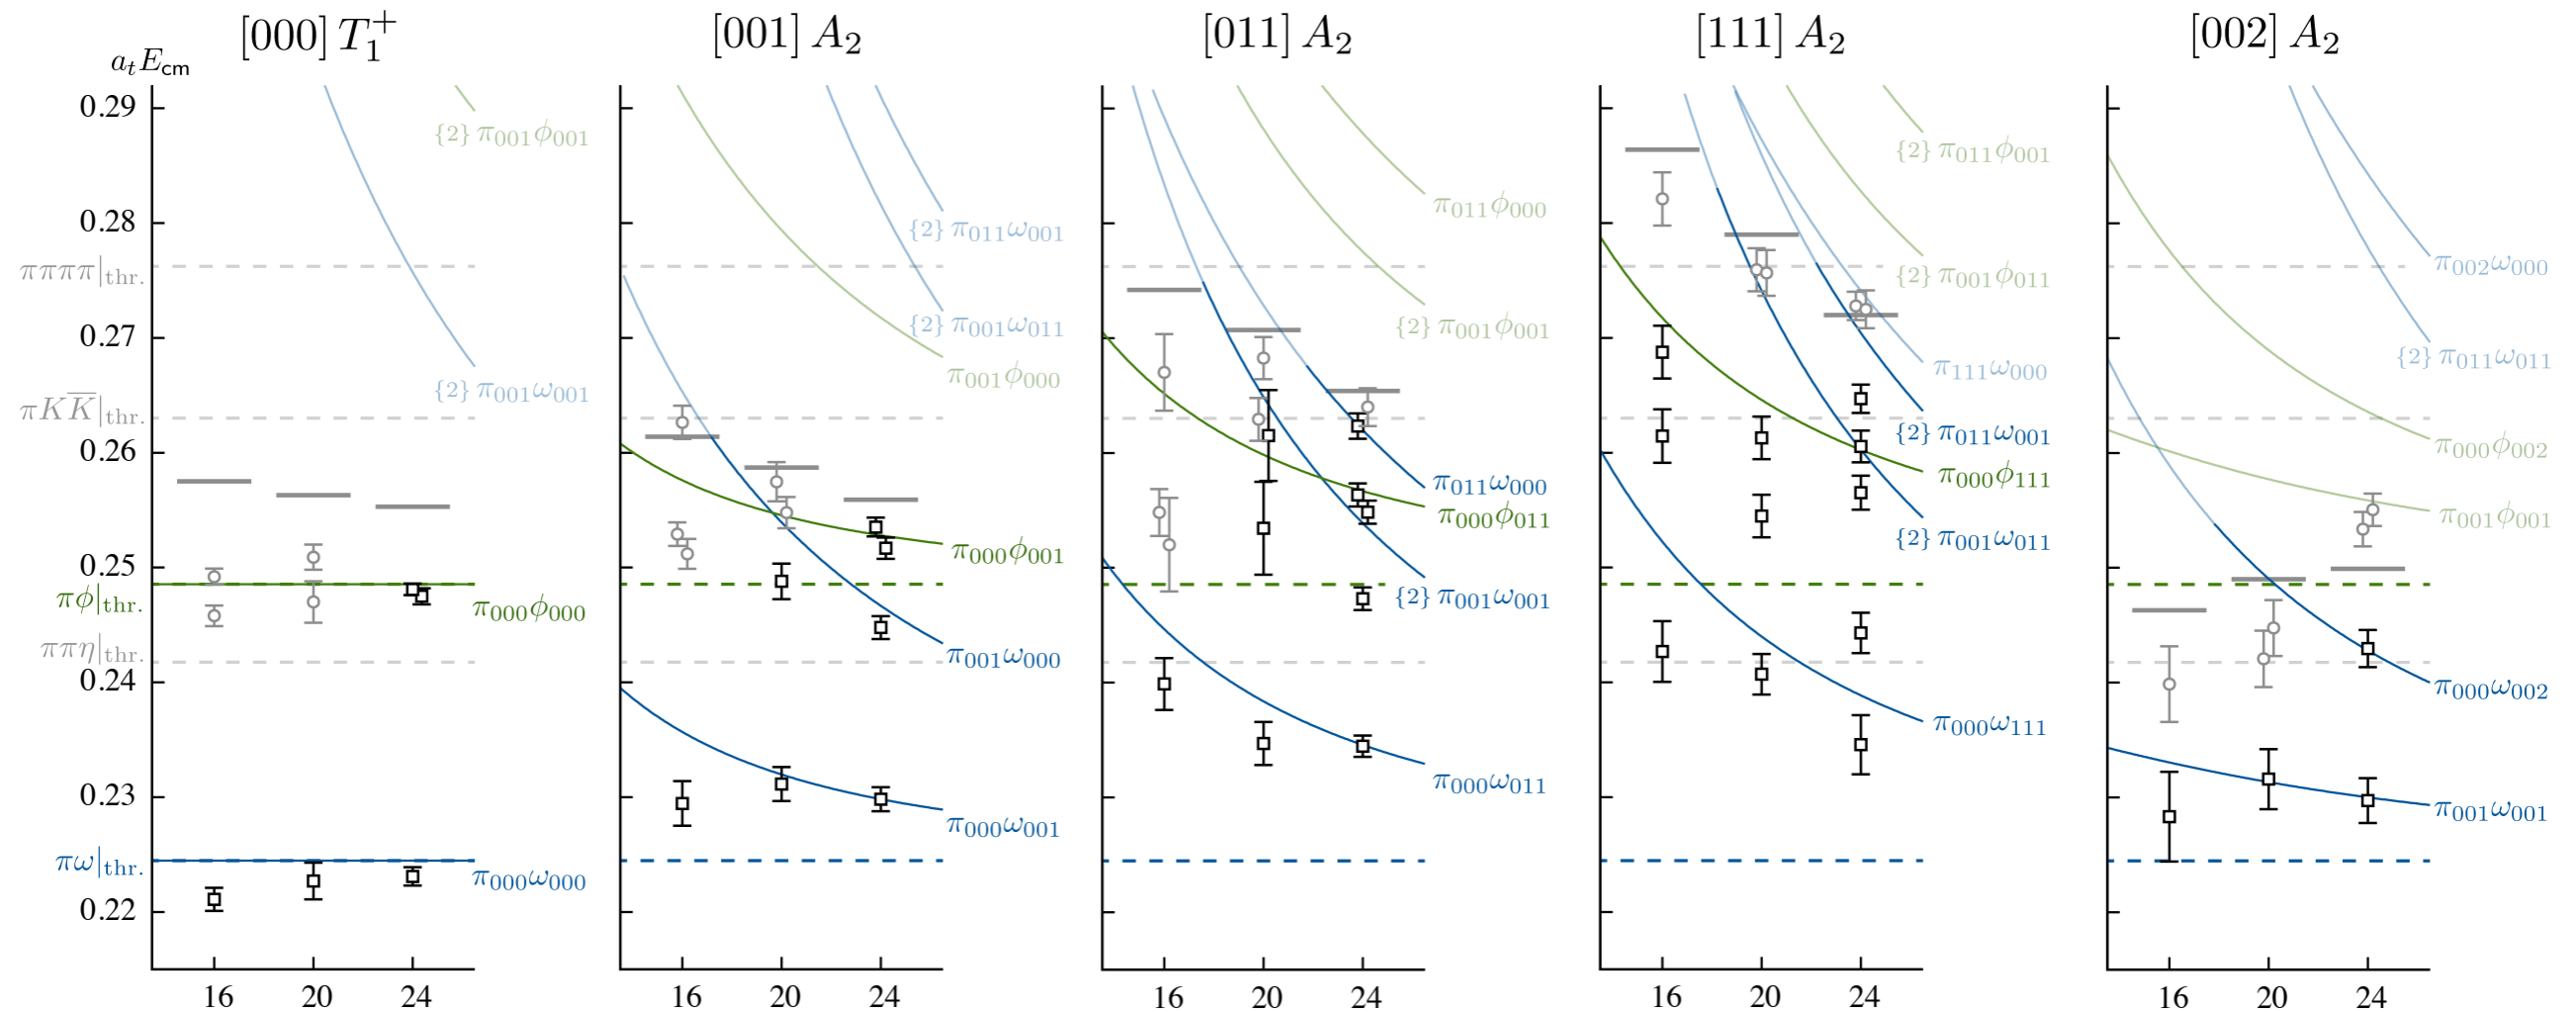 [000] T₁⁺
[001] A₂
[011] A₂
[111] A₂
[002] A₂
aₜE_cm
0.29
0.28
ππππ|thr.
0.27
πKK̅|thr.
0.26
0.25
πϕ|thr.
ππη|thr.
0.24
0.23
πω|thr.
0.22
{2} π₀₀₁ϕ₀₀₁
{2} π₀₀₁ω₀₀₁
π₀₀₀ϕ₀₀₀
π₀₀₀ω₀₀₀
16 20 24
{2} π₀₁₁ω₀₀₁
{2} π₀₀₁ω₀₁₁
π₀₀₁ϕ₀₀₀
π₀₀₀ϕ₀₀₁
π₀₀₁ω₀₀₀
π₀₀₀ω₀₀₁
16 20 24
π₀₁₁ϕ₀₀₀
{2} π₀₀₁ϕ₀₀₁
π₀₁₁ω₀₀₀
π₀₀₀ϕ₀₁₁
{2} π₀₀₁ω₀₀₁
π₀₀₀ω₀₁₁
16 20 24
{2} π₀₁₁ϕ₀₀₁
{2} π₀₀₁ϕ₀₁₁
π₁₁₁ω₀₀₀
{2} π₀₁₁ω₀₀₁
π₀₀₀ϕ₁₁₁
{2} π₀₀₁ω₀₁₁
π₀₀₀ω₁₁₁
16 20 24
π₀₀₂ω₀₀₀
{2} π₀₁₁ω₀₁₁
π₀₀₀ϕ₀₀₂
π₀₀₁ϕ₀₀₁
π₀₀₀ω₀₀₂
π₀₀₁ω₀₀₁
16 20 24